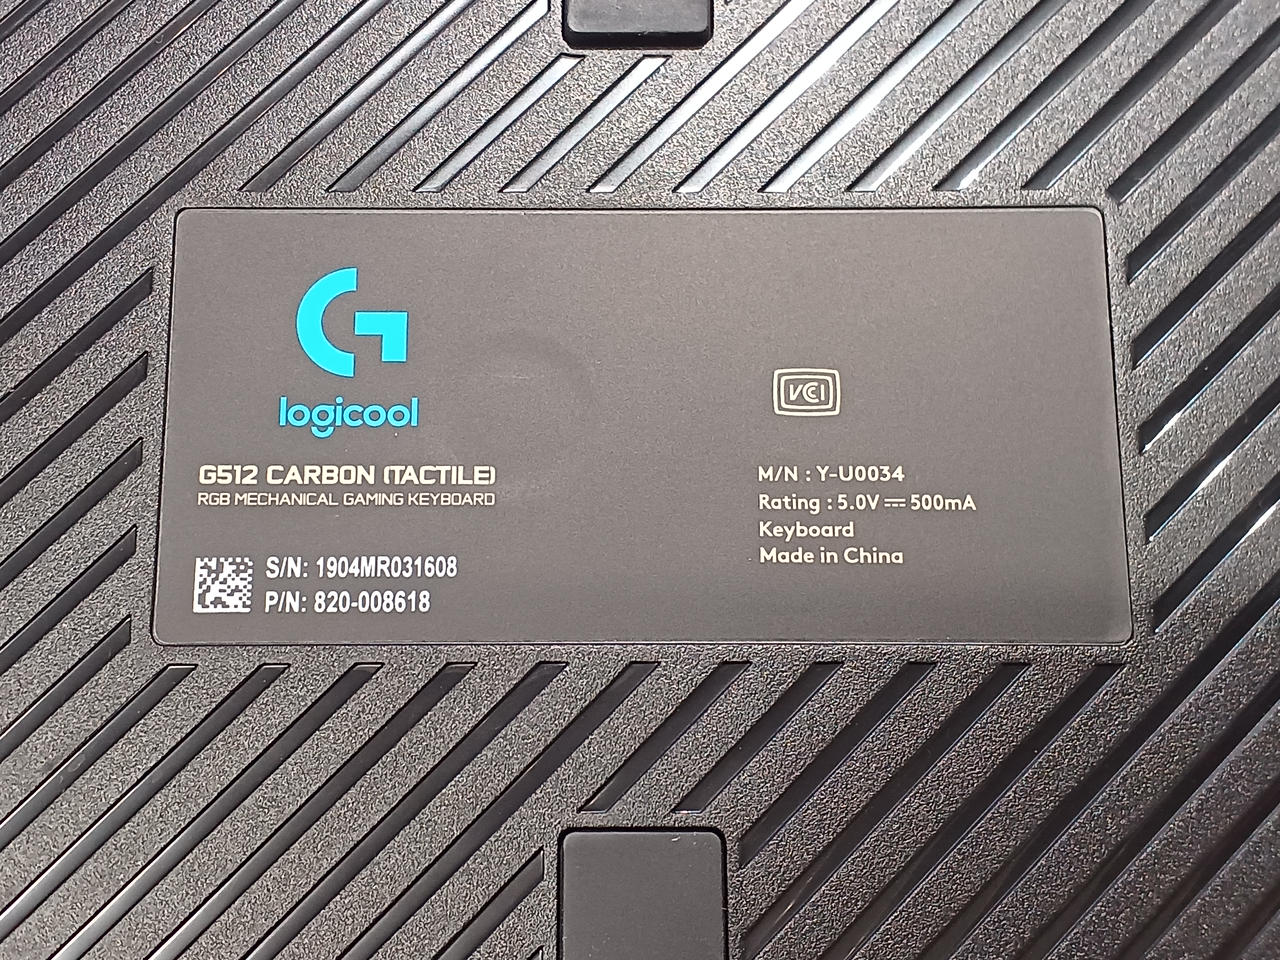 G
logicool
G512 CARBON (TACTILE)
RGB MECHANICAL GAMING KEYBOARD
S/N: 1904MR031608
P/N: 820-008618
VCCI
M/N : Y-U0034
Rating : 5.0V ⎓ 500mA
Keyboard
Made in China